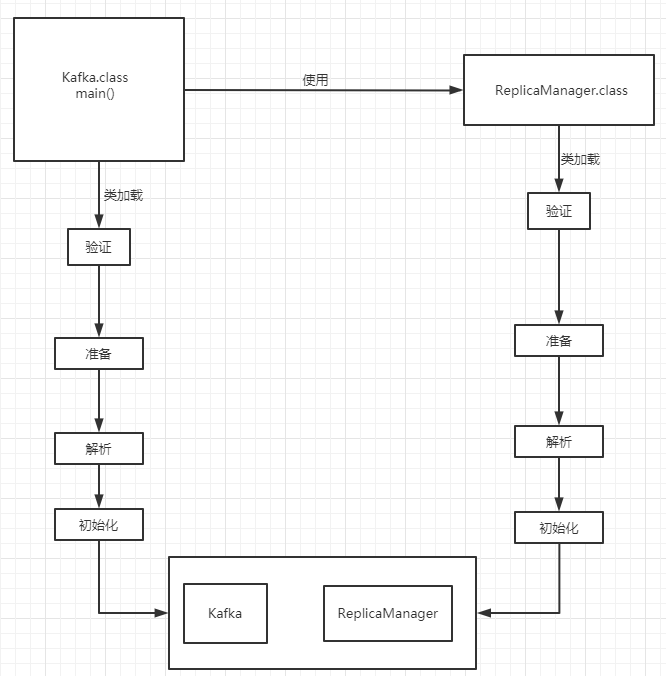 Kafka.class
main()
使用
ReplicaManager.class
类加载
类加载
验证
验证
准备
准备
解析
解析
初始化
初始化
Kafka
ReplicaManager